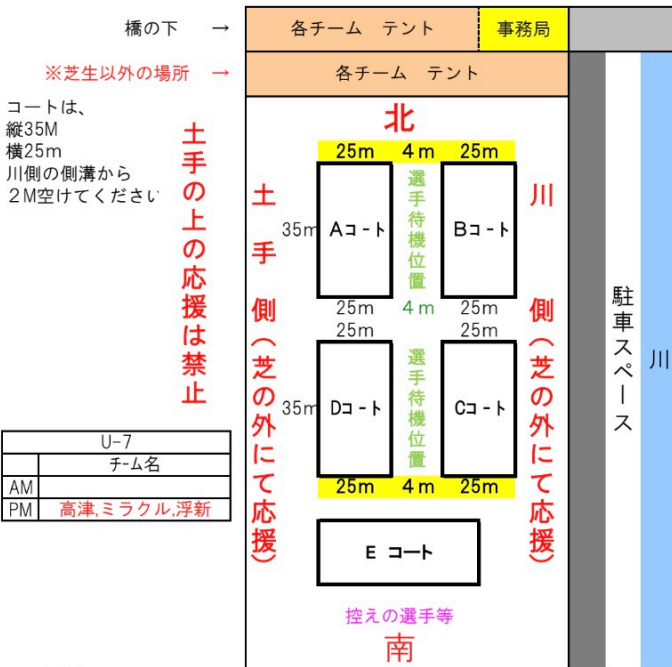 橋の下 →
各チーム テント
事務局
※芝生以外の場所 →
各チーム テント
コートは、
縦35M
横25m
川側の側溝から
2M空けてください
土手の上の応援は禁止
北
25m 4m 25m
土手側(芝の外にて応援)
35m
Aコート
選手待機位置
Bコート
川側(芝の外にて応援)
25m 4m 25m
25m 25m
35m
Dコート
選手待機位置
Cコート
25m 4m 25m
駐車スペース
川
U-7
チーム名
AM
PM 高津,ミラクル,浮新
E コート
控えの選手等
南